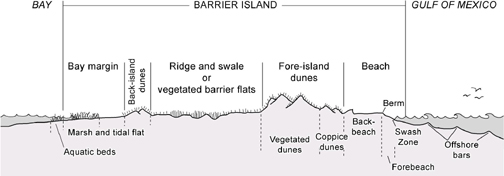 BAY
BARRIER ISLAND
GULF OF MEXICO
Bay margin
Back-island
dunes
Ridge and swale
or
vegetated barrier flats
Fore-island
dunes
Beach
Berm
Marsh and tidal flat
Aquatic beds
Vegetated
dunes
Coppice
dunes
Back-
beach
Swash
Zone
Offshore
bars
Forebeach